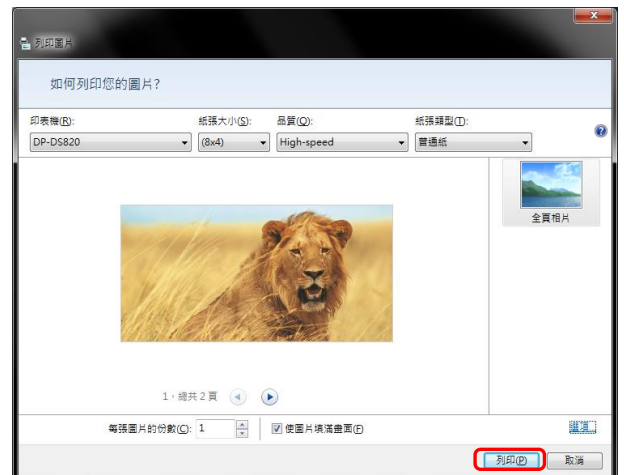 列印圖片
如何列印您的圖片?
印表機(R): 紙張大小(S): 品質(Q): 紙張類型(T):
DP-DS820 (8x4) High-speed 普通紙
全頁相片
1,總共 2 頁
每張圖片的份數(C): 1 使圖片填滿畫面(F) 選項...
列印(P) 取消